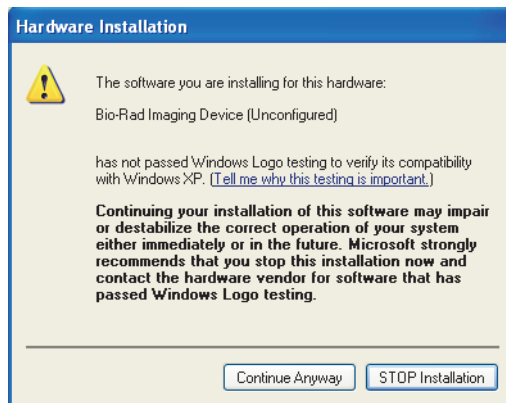 Hardware Installation
The software you are installing for this hardware:
Bio-Rad Imaging Device (Unconfigured)
has not passed Windows Logo testing to verify its compatibility
with Windows XP. (Tell me why this testing is important.)
Continuing your installation of this software may impair
or destabilize the correct operation of your system
either immediately or in the future. Microsoft strongly
recommends that you stop this installation now and
contact the hardware vendor for software that has
passed Windows Logo testing.
Continue Anyway
STOP Installation